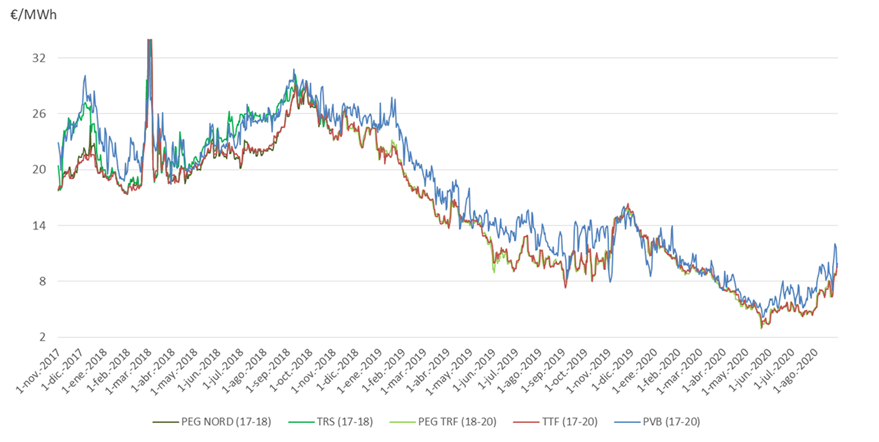 €/MWh
32
26
20
14
8
2
1-nov.-2017
1-dic.-2017
1-ene.-2018
1-feb.-2018
1-mar.-2018
1-abr.-2018
1-may.-2018
1-jun.-2018
1-jul.-2018
1-ago.-2018
1-sep.-2018
1-oct.-2018
1-nov.-2018
1-dic.-2018
1-ene.-2019
1-feb.-2019
1-mar.-2019
1-abr.-2019
1-may.-2019
1-jun.-2019
1-jul.-2019
1-ago.-2019
1-sep.-2019
1-oct.-2019
1-nov.-2019
1-dic.-2019
1-ene.-2020
1-feb.-2020
1-mar.-2020
1-abr.-2020
1-may.-2020
1-jun.-2020
1-jul.-2020
1-ago.-2020
PEG NORD (17-18) TRS (17-18) PEG TRF (18-20) TTF (17-20) PVB (17-20)